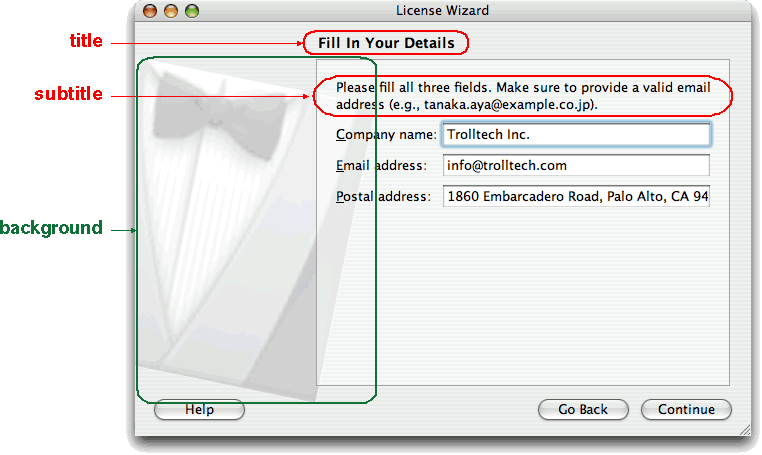 License Wizard
title
Fill In Your Details
subtitle
Please fill all three fields. Make sure to provide a valid email
address (e.g., tanaka.aya@example.co.jp).
Company name: Trolltech Inc.
Email address: info@trolltech.com
Postal address: 1860 Embarcadero Road, Palo Alto, CA 94
background
Help
Go Back
Continue